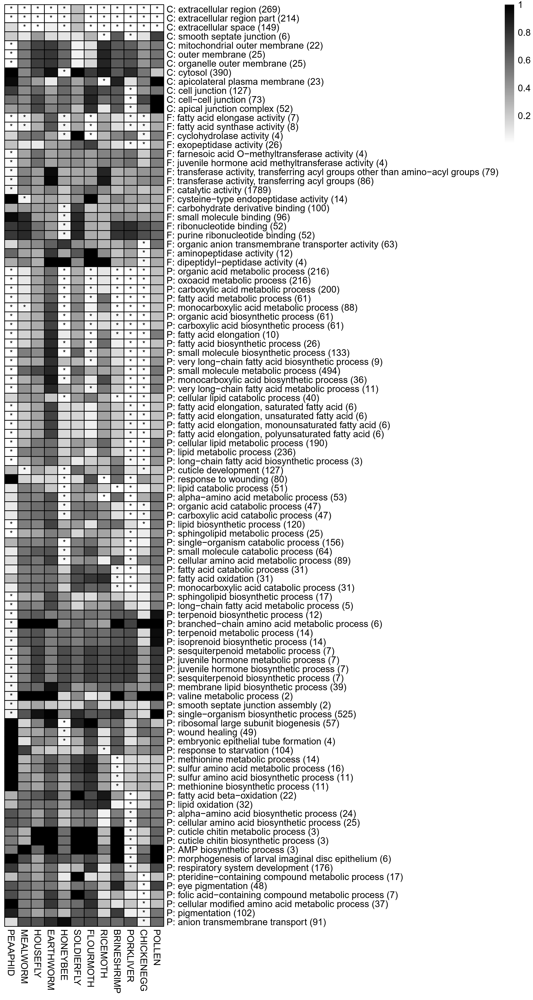 * * * * * * * * * * * C: extracellular region (269)
* * * * * * * * * * * C: extracellular region part (214)
* * * * * * * * * C: extracellular space (149)
* * C: smooth septate junction (6)
* C: mitochondrial outer membrane (22)
* C: outer membrane (25)
* C: organelle outer membrane (25)
* C: cytosol (390)
* C: apicolateral plasma membrane (23)
* C: cell junction (127)
* C: cell−cell junction (73)
* C: apical junction complex (52)
* * * * * * F: fatty acid elongase activity (7)
* * * * * * F: fatty acid synthase activity (8)
* * * F: cyclohydrolase activity (4)
* * F: exopeptidase activity (26)
* F: farnesoic acid O−methyltransferase activity (4)
* F: juvenile hormone acid methyltransferase activity (4)
* F: transferase activity, transferring acyl groups other than amino−acyl groups (79)
* F: transferase activity, transferring acyl groups (86)
* F: catalytic activity (1789)
* F: cysteine−type endopeptidase activity (14)
* F: carbohydrate derivative binding (100)
* F: small molecule binding (96)
* F: ribonucleotide binding (52)
* F: purine ribonucleotide binding (52)
* F: organic anion transmembrane transporter activity (63)
* F: aminopeptidase activity (12)
* F: dipeptidyl−peptidase activity (4)
* * * * * * P: organic acid metabolic process (216)
* * * * * * P: oxoacid metabolic process (216)
* * * * * * P: carboxylic acid metabolic process (200)
* * * * * * P: fatty acid metabolic process (61)
* * * * * * P: monocarboxylic acid metabolic process (88)
* * * * * * P: organic acid biosynthetic process (61)
* * * * * * P: carboxylic acid biosynthetic process (61)
* * * * * P: fatty acid elongation (10)
* * * * * P: fatty acid biosynthetic process (26)
* * * * * P: small molecule biosynthetic process (133)
* * * * P: very long−chain fatty acid biosynthetic process (9)
* * * * P: small molecule metabolic process (494)
* * * * P: monocarboxylic acid biosynthetic process (36)
* * * * P: very long−chain fatty acid metabolic process (11)
* * * * P: cellular lipid catabolic process (40)
* * * P: fatty acid elongation, saturated fatty acid (6)
* * * P: fatty acid elongation, unsaturated fatty acid (6)
* * * P: fatty acid elongation, monounsaturated fatty acid (6)
* * * P: fatty acid elongation, polyunsaturated fatty acid (6)
* * * P: cellular lipid metabolic process (190)
* * * P: lipid metabolic process (236)
* * * P: long−chain fatty acid biosynthetic process (3)
* * * P: cuticle development (127)
* * * P: response to wounding (80)
* * * P: lipid catabolic process (51)
* * * P: alpha−amino acid metabolic process (53)
* * * P: organic acid catabolic process (47)
* * * P: carboxylic acid catabolic process (47)
* * P: lipid biosynthetic process (120)
* * P: sphingolipid metabolic process (25)
* * P: single−organism catabolic process (156)
* * P: small molecule catabolic process (64)
* * P: cellular amino acid metabolic process (89)
* * P: fatty acid catabolic process (31)
* * P: fatty acid oxidation (31)
* * P: monocarboxylic acid catabolic process (31)
* P: sphingolipid biosynthetic process (17)
* P: long−chain fatty acid metabolic process (5)
* P: terpenoid biosynthetic process (12)
* P: branched−chain amino acid metabolic process (6)
* P: terpenoid metabolic process (14)
* P: isoprenoid biosynthetic process (14)
* P: sesquiterpenoid metabolic process (7)
* P: juvenile hormone metabolic process (7)
* P: juvenile hormone biosynthetic process (7)
* P: sesquiterpenoid biosynthetic process (7)
* P: membrane lipid biosynthetic process (39)
* P: valine metabolic process (2)
* P: smooth septate junction assembly (2)
* P: single−organism biosynthetic process (525)
* P: ribosomal large subunit biogenesis (57)
* P: wound healing (49)
* P: embryonic epithelial tube formation (4)
* P: response to starvation (104)
* P: methionine metabolic process (14)
* P: sulfur amino acid metabolic process (16)
* P: sulfur amino acid biosynthetic process (11)
* P: methionine biosynthetic process (11)
* P: fatty acid beta−oxidation (22)
* P: lipid oxidation (32)
* P: alpha−amino acid biosynthetic process (24)
* P: cellular amino acid biosynthetic process (25)
* P: cuticle chitin metabolic process (3)
* P: cuticle chitin biosynthetic process (3)
* P: AMP biosynthetic process (3)
* P: morphogenesis of larval imaginal disc epithelium (6)
* P: respiratory system development (176)
* P: pteridine−containing compound metabolic process (17)
* P: eye pigmentation (48)
* P: folic acid−containing compound metabolic process (7)
* P: cellular modified amino acid metabolic process (37)
* P: pigmentation (102)
* P: anion transmembrane transport (91)
PEAAPHID
MEALWORM
HOUSEFLY
EARTHWORM
HONEYBEE
SOLDIERFLY
FLOURMOTH
RICEMOTH
BRINESHRIMP
PORKLIVER
CHICKENEGG
POLLEN
1
0.8
0.6
0.4
0.2